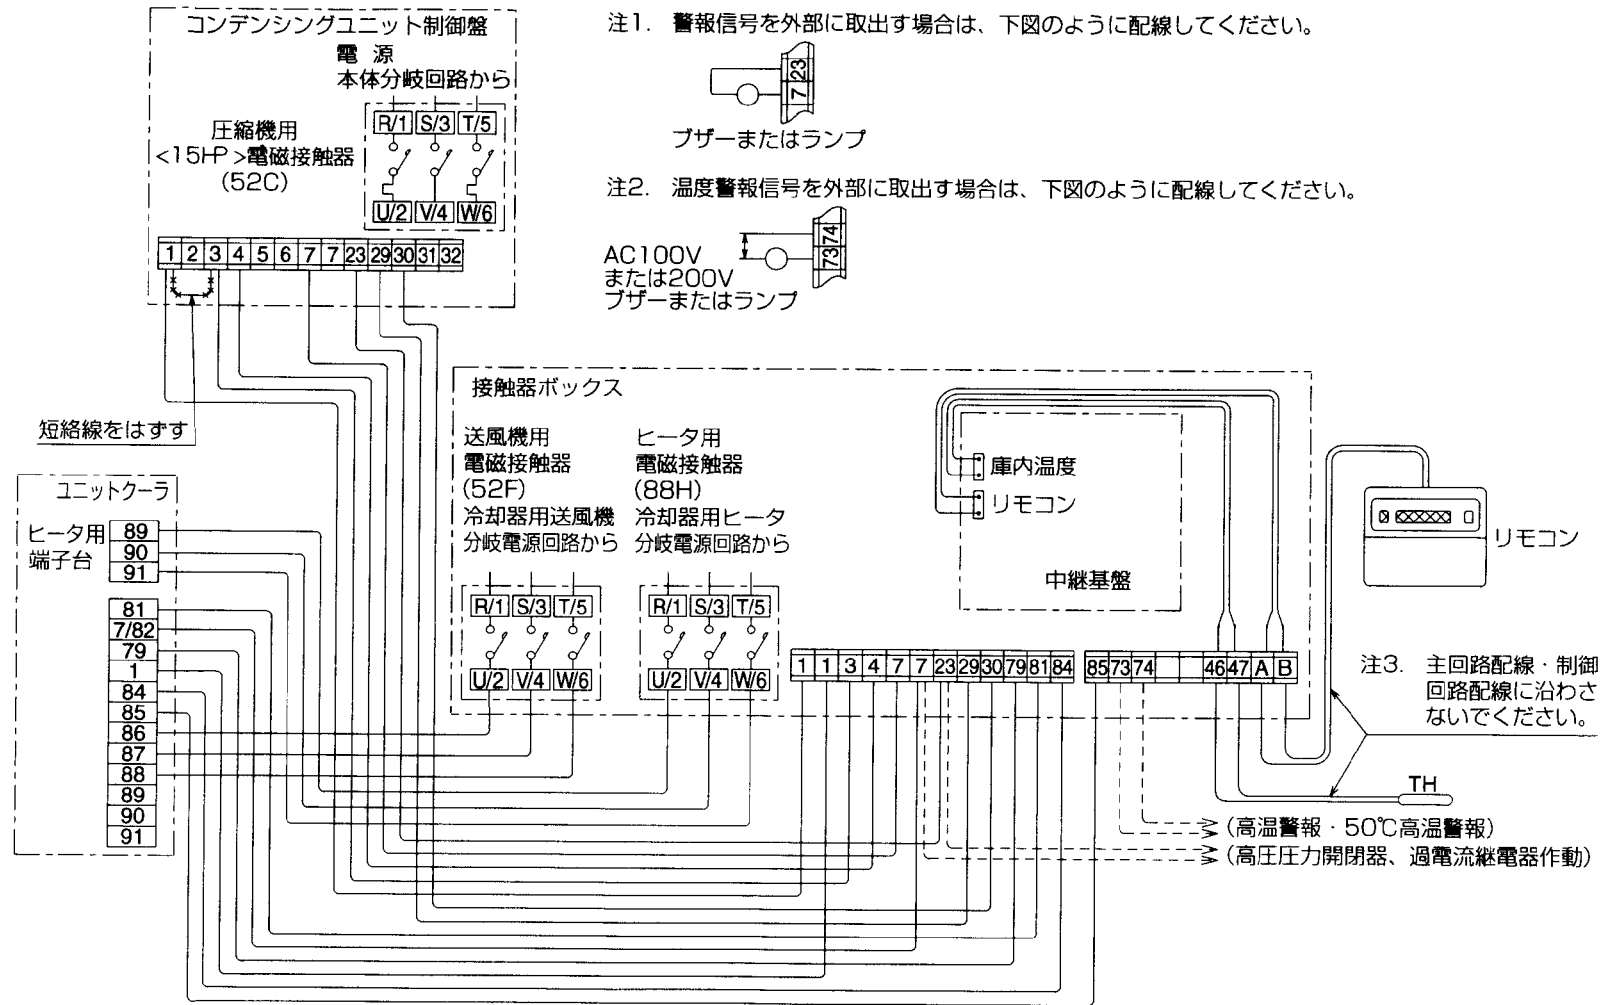 コンデンシングユニット制御盤
電 源
本体分岐回路から
圧縮機用
<15HP>電磁接触器
(52C)
R/1 S/3 T/5
U/2 V/4 W/6
1 2 3 4 5 6 7 7 23 29 30 31 32
短絡線をはずす
注1. 警報信号を外部に取出す場合は、下図のように配線してください。
7 23
ブザーまたはランプ
注2. 温度警報信号を外部に取出す場合は、下図のように配線してください。
73 74
AC100V
または200V
ブザーまたはランプ
ユニットクーラ
ヒータ用
端子台
89
90
91
81
7/82
79
1
84
85
86
87
88
89
90
91
接触器ボックス
送風機用
電磁接触器
(52F)
冷却器用送風機
分岐電源回路から
R/1 S/3 T/5
U/2 V/4 W/6
ヒータ用
電磁接触器
(88H)
冷却器用ヒータ
分岐電源回路から
R/1 S/3 T/5
U/2 V/4 W/6
庫内温度
リモコン
中継基盤
1 1 3 4 7 7 23 29 30 79 81 84
85 73 74 46 47 A B
リモコン
注3. 主回路配線・制御
回路配線に沿わさ
ないでください。
TH
(高温警報・50℃高温警報)
(高圧圧力開閉器、過電流継電器作動)